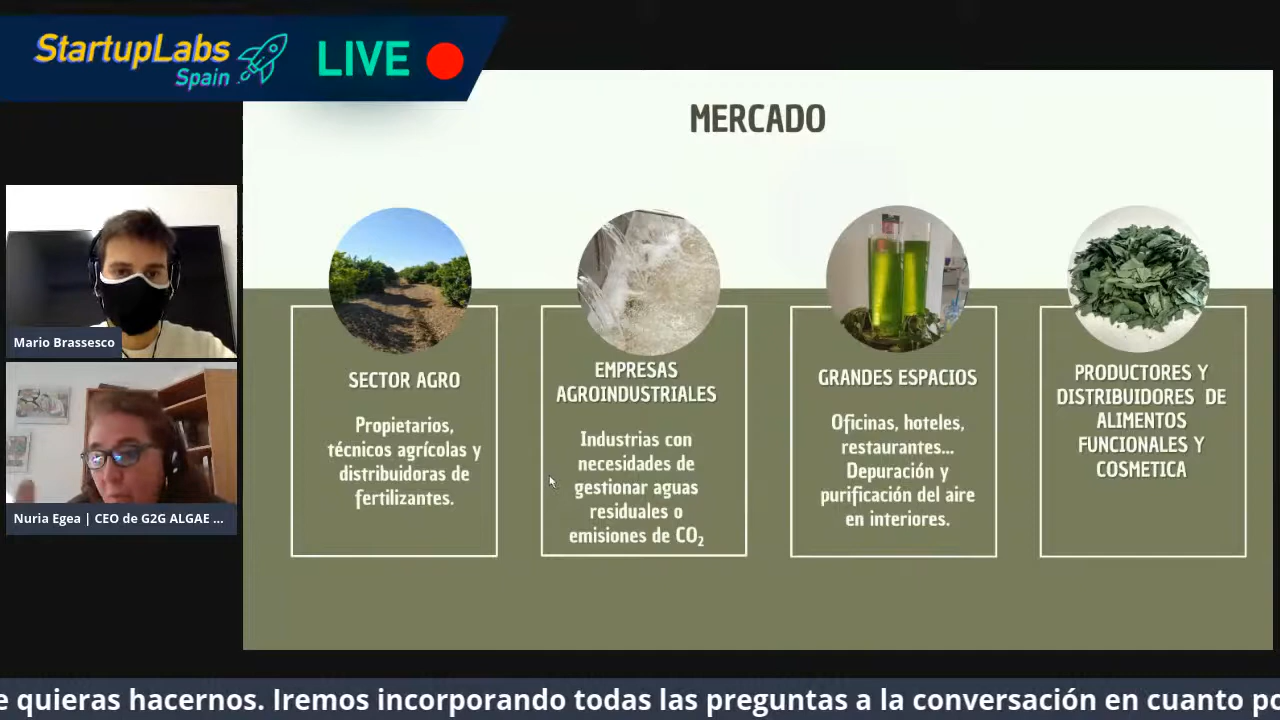 StartupLabs
Spain
LIVE
MERCADO
Mario Brassesco
Nuria Egea | CEO de G2G ALGAE ...
SECTOR AGRO
Propietarios,
técnicos agrícolas y
distribuidoras de
fertilizantes.
EMPRESAS
AGROINDUSTRIALES
Industrias con
necesidades de
gestionar aguas
residuales o
emisiones de CO₂
GRANDES ESPACIOS
Oficinas, hoteles,
restaurantes...
Depuración y
purificación del aire
en interiores.
PRODUCTORES Y
DISTRIBUIDORES DE
ALIMENTOS
FUNCIONALES Y
COSMETICA
e quieras hacernos. Iremos incorporando todas las preguntas a la conversación en cuanto po